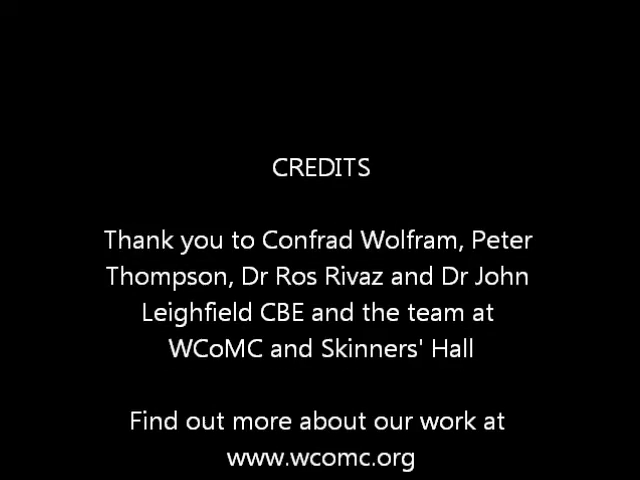 CREDITS
Thank you to Confrad Wolfram, Peter
Thompson, Dr Ros Rivaz and Dr John
Leighfield CBE and the team at
WCoMC and Skinners' Hall
Find out more about our work at
www.wcomc.org